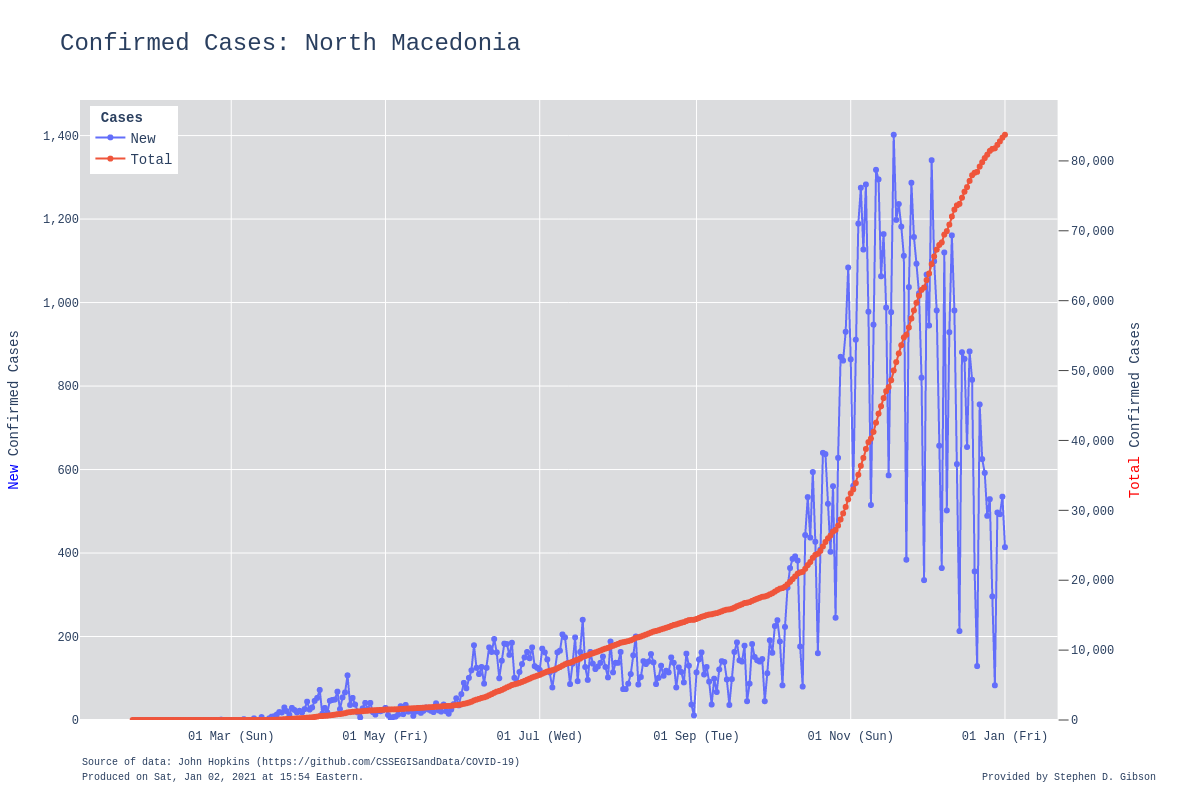 Confirmed Cases: North Macedonia
Cases
New
Total
1,400
1,200
1,000
800
600
400
200
0
New Confirmed Cases
80,000
70,000
60,000
50,000
40,000
30,000
20,000
10,000
0
Total Confirmed Cases
01 Mar (Sun) 01 May (Fri) 01 Jul (Wed) 01 Sep (Tue) 01 Nov (Sun) 01 Jan (Fri)
Source of data: John Hopkins (https://github.com/CSSEGISandData/COVID-19)
Produced on Sat, Jan 02, 2021 at 15:54 Eastern.
Provided by Stephen D. Gibson